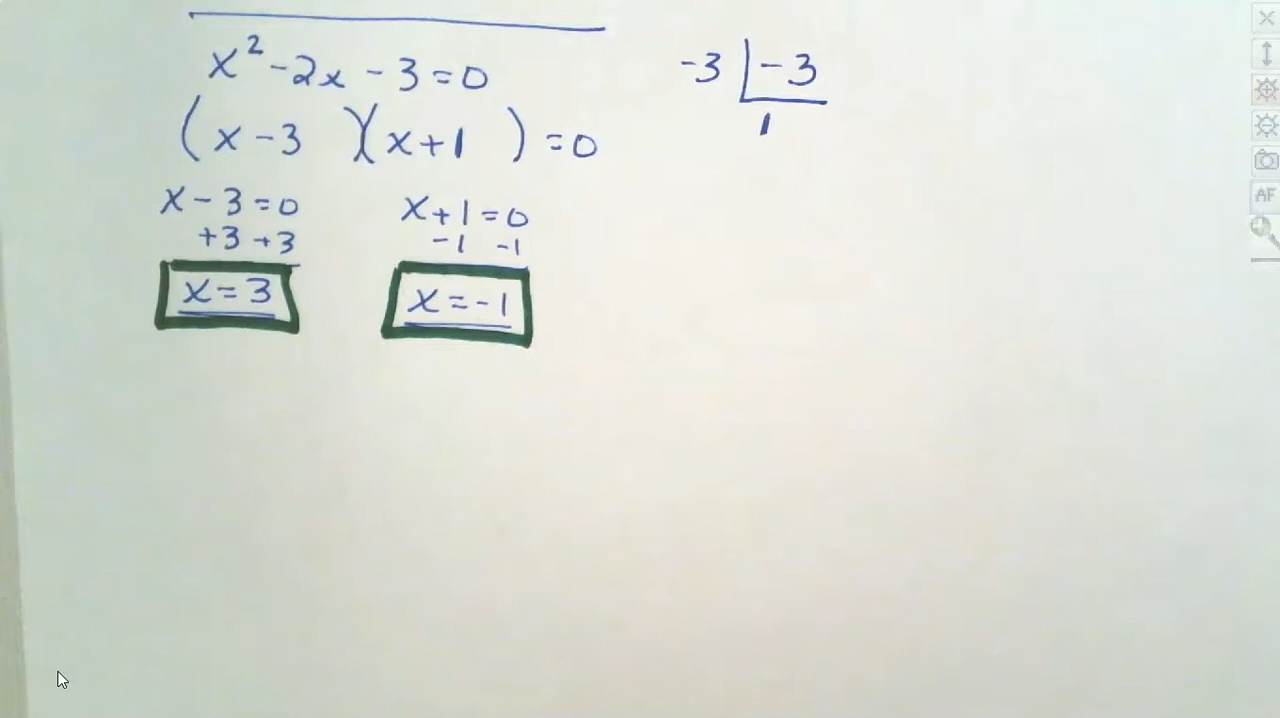 x² - 2x - 3 = 0
(x - 3)(x + 1) = 0
x - 3 = 0
+3 +3
x = 3
x + 1 = 0
-1 -1
x = -1
-3 | -3
1
AF